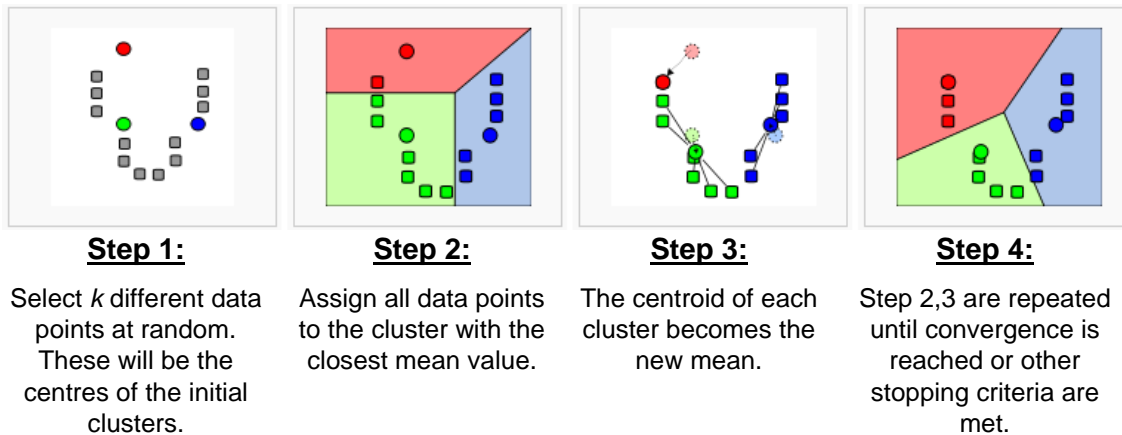 Step 1:
Select k different data
points at random.
These will be the
centres of the initial
clusters.
Step 2:
Assign all data points
to the cluster with the
closest mean value.
Step 3:
The centroid of each
cluster becomes the
new mean.
Step 4:
Step 2,3 are repeated
until convergence is
reached or other
stopping criteria are
met.